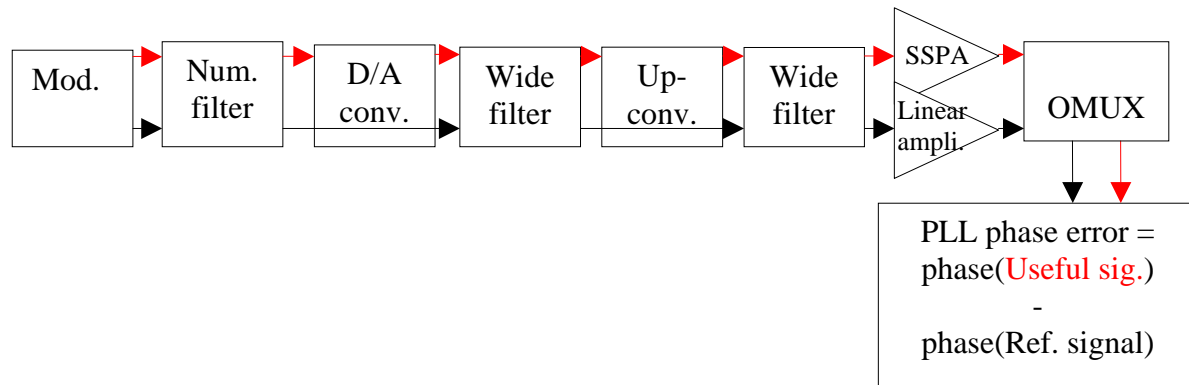 Mod.
Num.
filter
D/A
conv.
Wide
filter
Up-
conv.
Wide
filter
SSPA
Linear
ampli.
OMUX
PLL phase error =
phase(Useful sig.)
-
phase(Ref. signal)